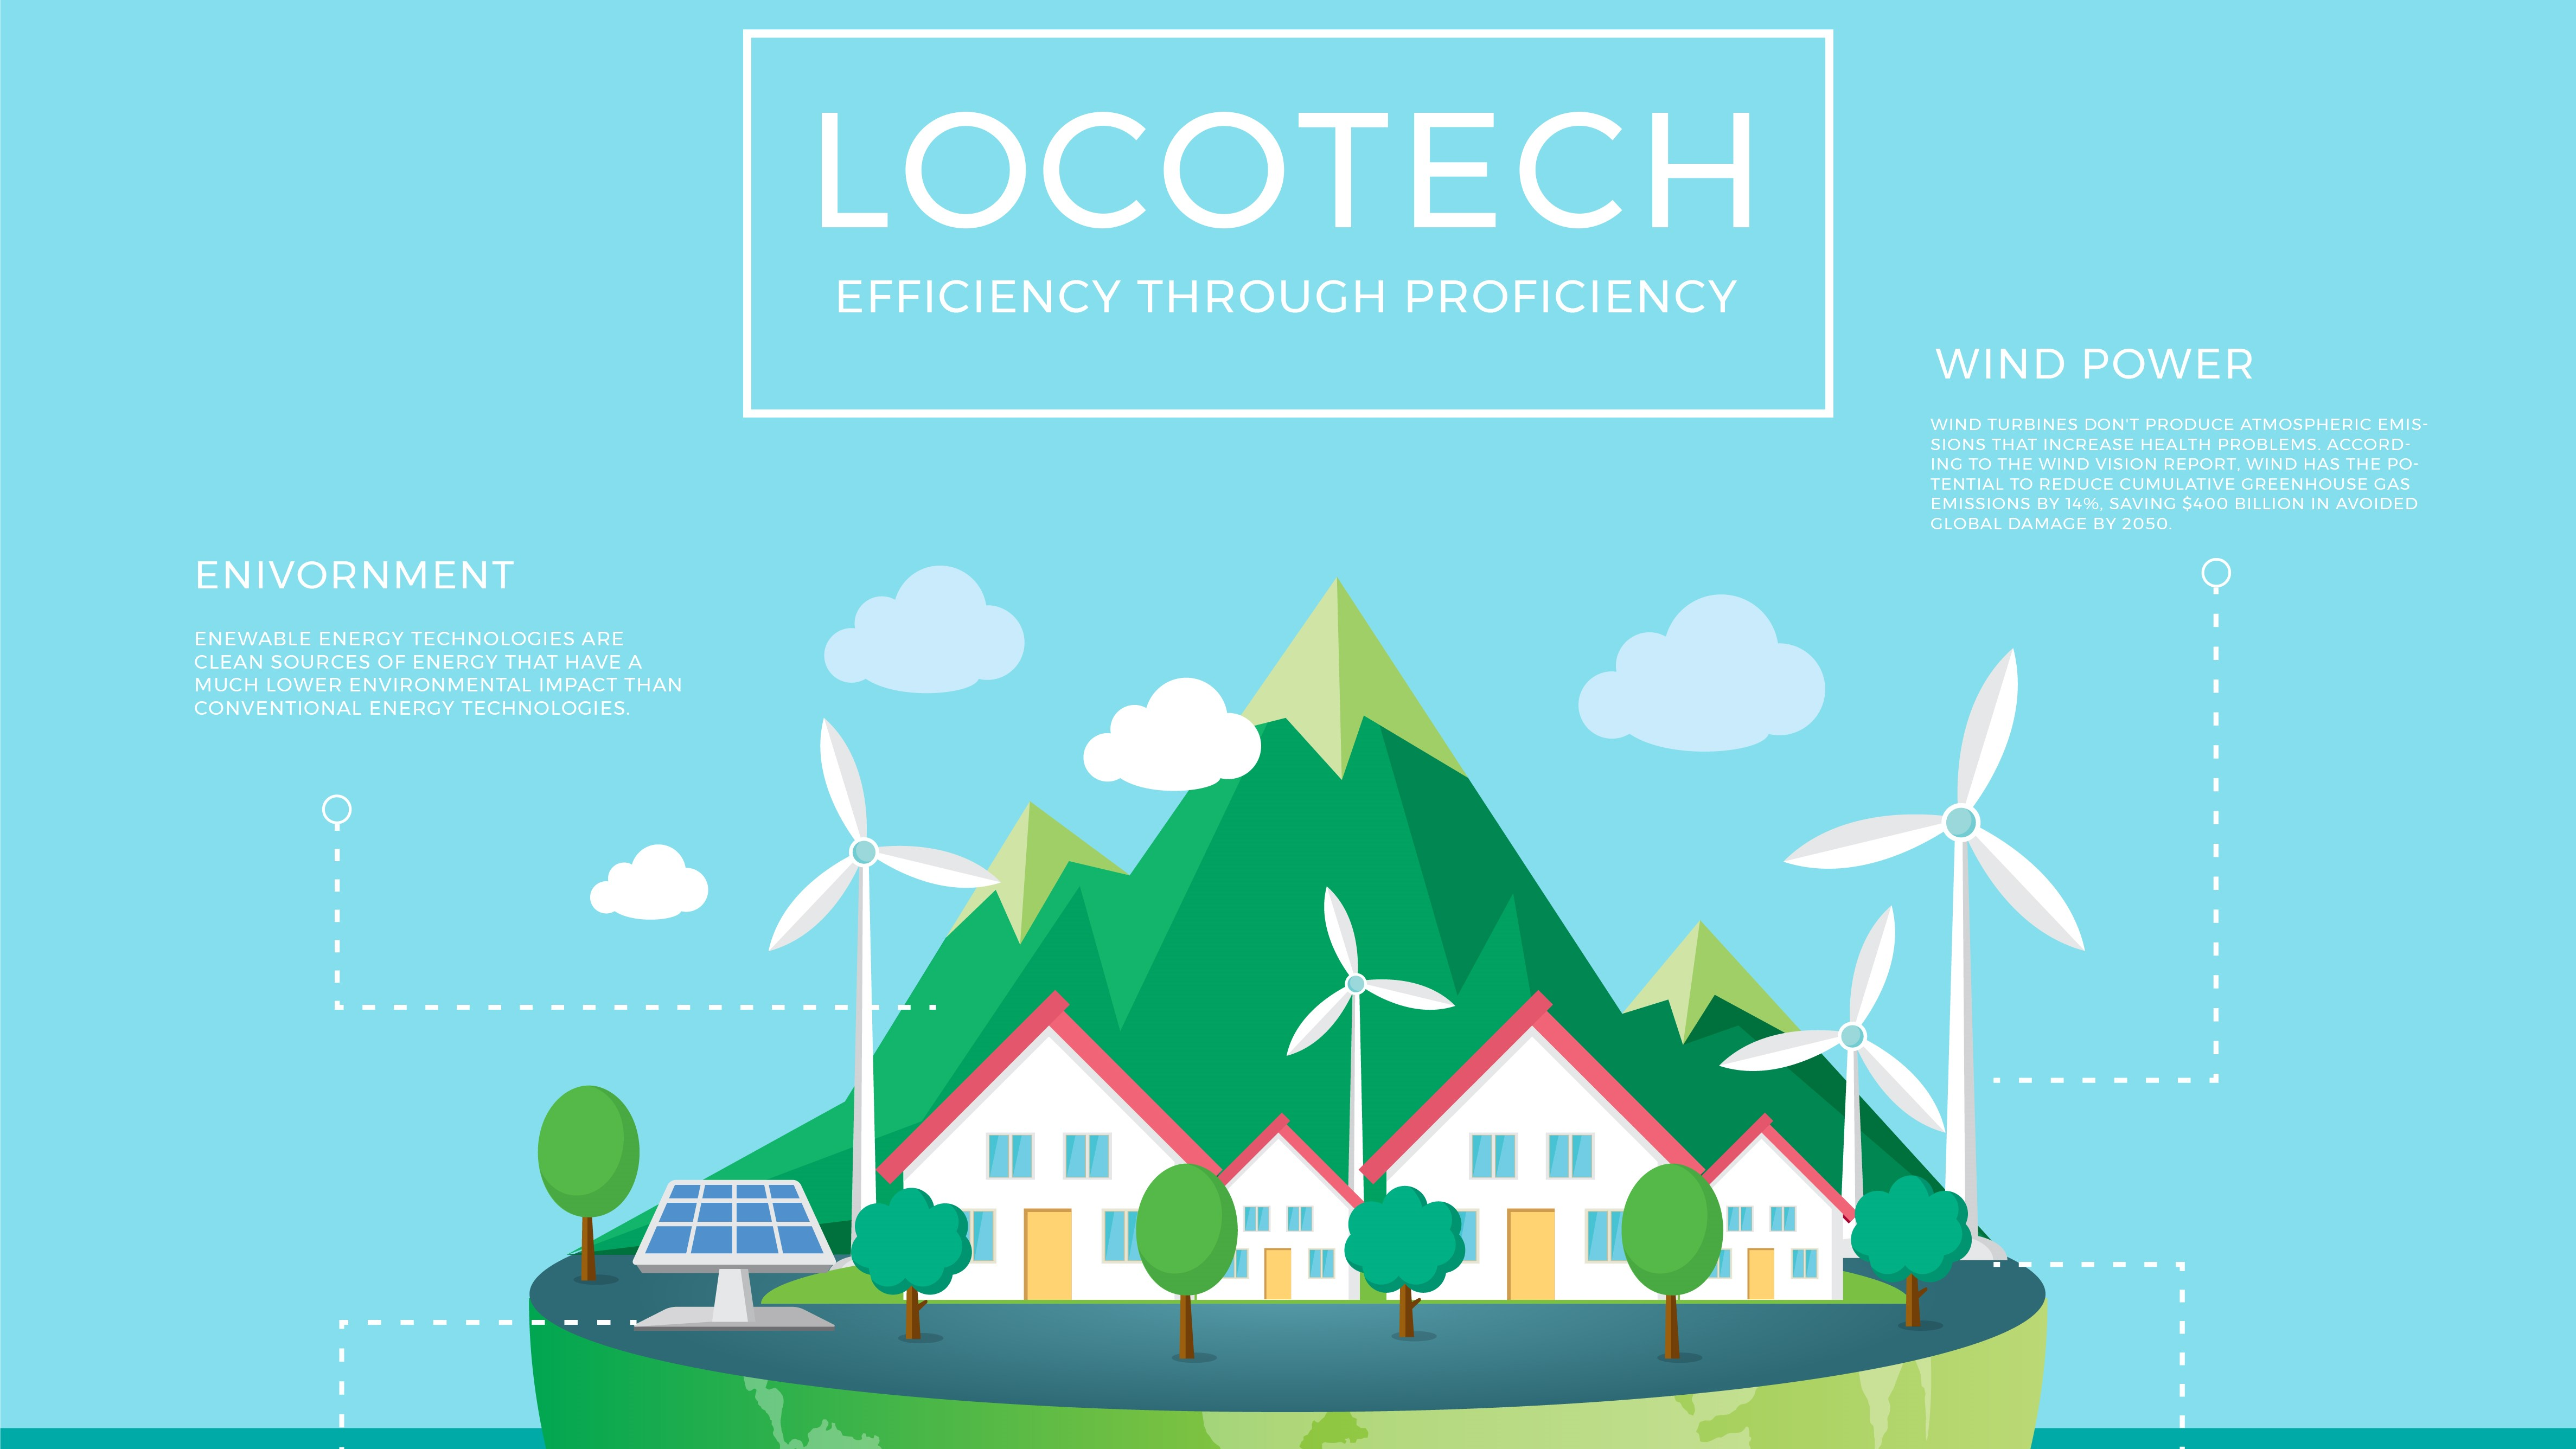 LOCOTECH
EFFICIENCY THROUGH PROFICIENCY
WIND POWER
WIND TURBINES DON'T PRODUCE ATMOSPHERIC EMIS-
SIONS THAT INCREASE HEALTH PROBLEMS. ACCORD-
ING TO THE WIND VISION REPORT, WIND HAS THE PO-
TENTIAL TO REDUCE CUMULATIVE GREENHOUSE GAS
EMISSIONS BY 14%, SAVING $400 BILLION IN AVOIDED
GLOBAL DAMAGE BY 2050.
ENIVORNMENT
ENEWABLE ENERGY TECHNOLOGIES ARE
CLEAN SOURCES OF ENERGY THAT HAVE A
MUCH LOWER ENVIRONMENTAL IMPACT THAN
CONVENTIONAL ENERGY TECHNOLOGIES.